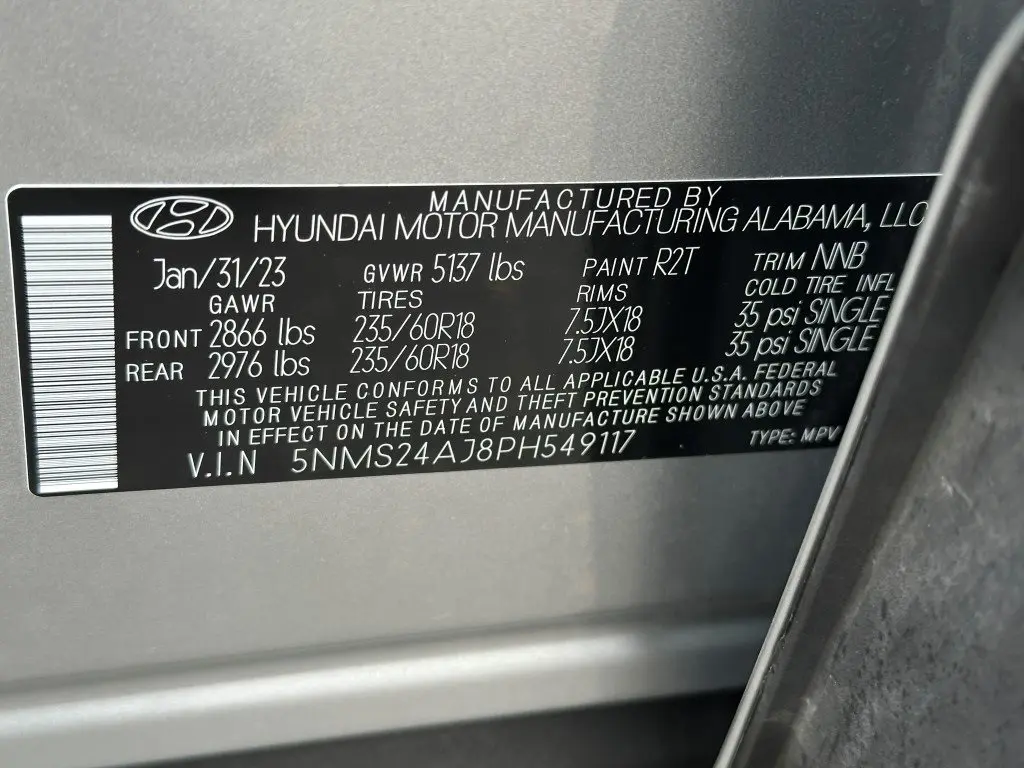 MANUFACTURED BY
HYUNDAI MOTOR MANUFACTURING ALABAMA, LLC
Jan/31/23 GVWR 5137 lbs PAINT R2T TRIM NNB
GAWR TIRES RIMS COLD TIRE INFL
FRONT 2866 lbs 235/60R18 7.5JX18 35 psi SINGLE
REAR 2976 lbs 235/60R18 7.5JX18 35 psi SINGLE
THIS VEHICLE CONFORMS TO ALL APPLICABLE U.S.A. FEDERAL
MOTOR VEHICLE SAFETY AND THEFT PREVENTION STANDARDS
IN EFFECT ON THE DATE OF MANUFACTURE SHOWN ABOVE
V.I.N 5NMS24AJ8PH549117 TYPE: MPV